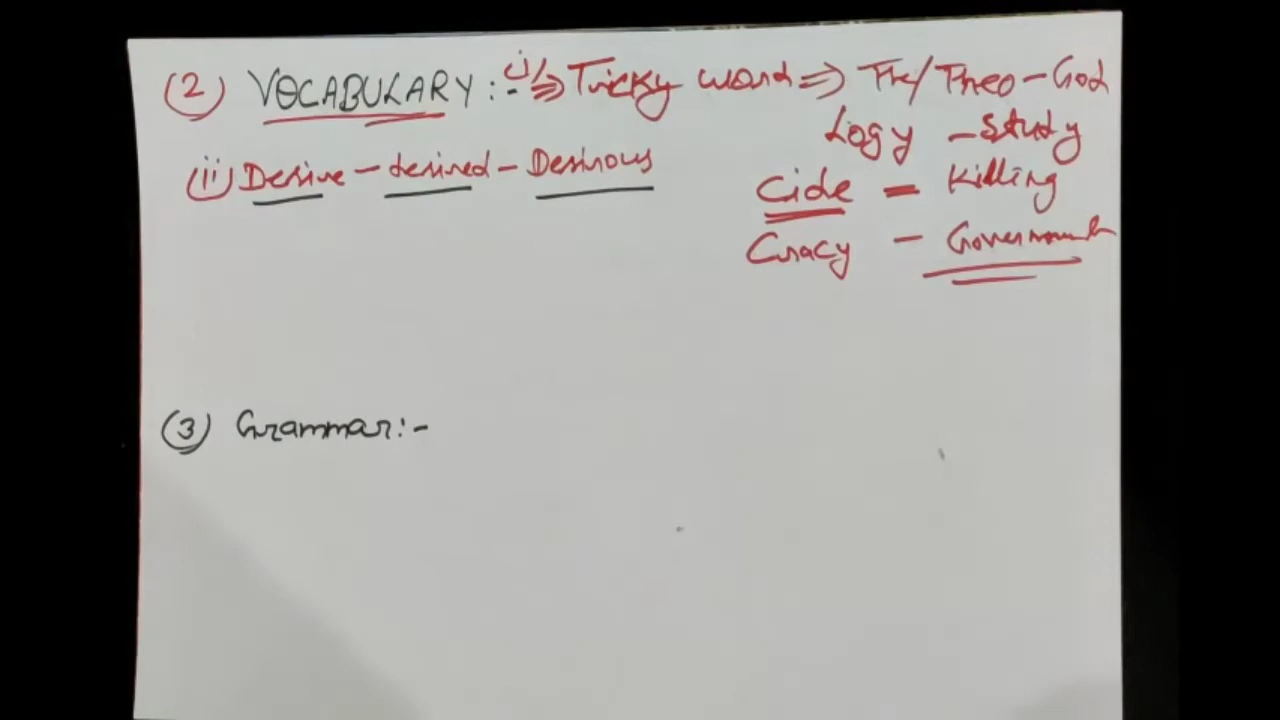 (2) VOCABULARY :- (i) ⇒ Tricky word ⇒ The/Theo - God
Logy - Study
(ii) Desire - desired - Desirous
Cide = Killing
Cracy - Government
(3) Grammar :-